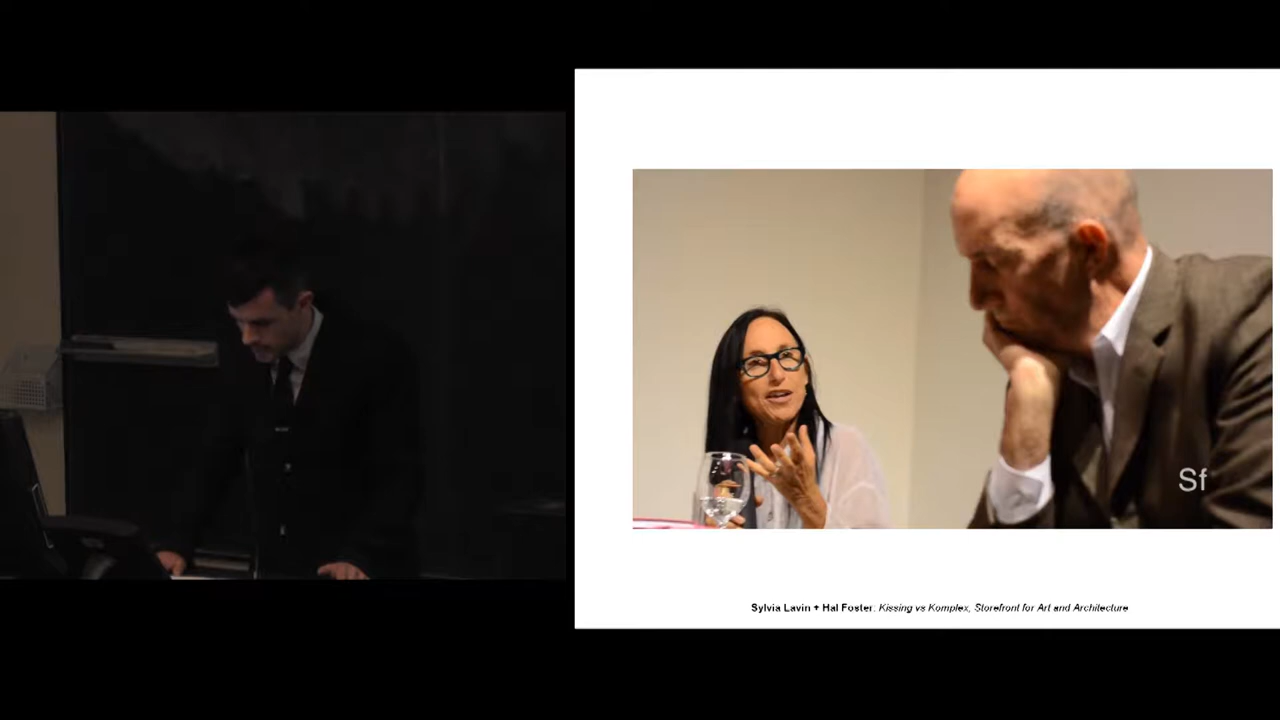 Sf
Sylvia Lavin + Hal Foster: Kissing vs Komplex, Storefront for Art and Architecture